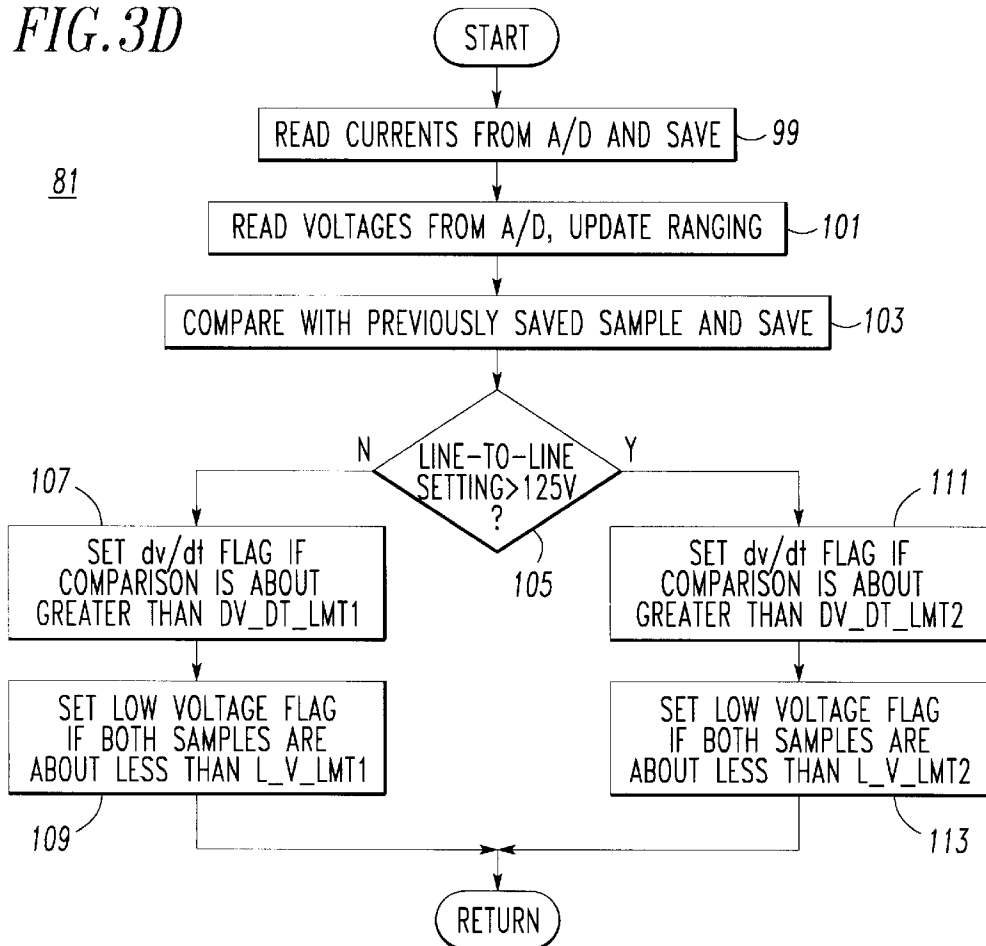 FIG.3D
START
READ CURRENTS FROM A/D AND SAVE
99
81
READ VOLTAGES FROM A/D, UPDATE RANGING
101
COMPARE WITH PREVIOUSLY SAVED SAMPLE AND SAVE
103
N
LINE-TO-LINE
SETTING>125V
?
Y
105
107
SET dv/dt FLAG IF
COMPARISON IS ABOUT
GREATER THAN DV_DT_LMT1
111
SET dv/dt FLAG IF
COMPARISON IS ABOUT
GREATER THAN DV_DT_LMT2
SET LOW VOLTAGE FLAG
IF BOTH SAMPLES ARE
ABOUT LESS THAN L_V_LMT1
109
SET LOW VOLTAGE FLAG
IF BOTH SAMPLES ARE
ABOUT LESS THAN L_V_LMT2
113
RETURN